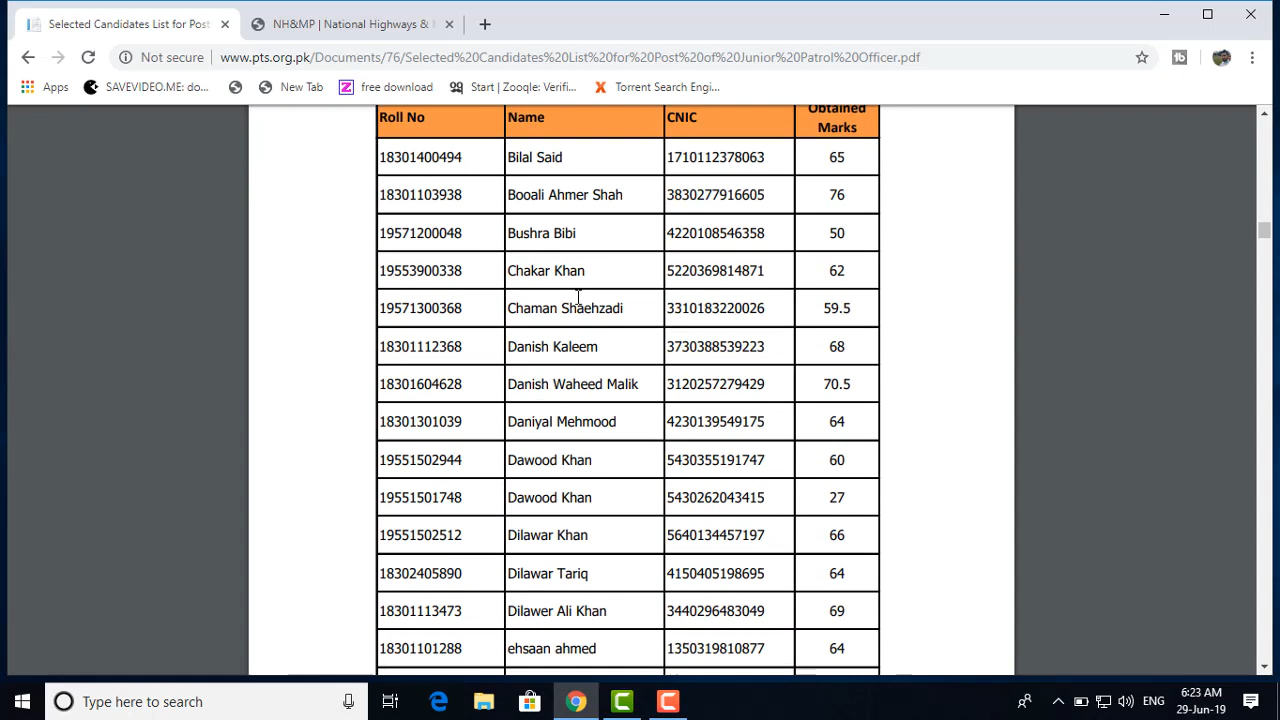 Selected Candidates List for Post
NH&MP | National Highways &
Not secure
www.pts.org.pk/Documents/76/Selected%20Candidates%20List%20for%20Post%20of%20Junior%20Patrol%20Officer.pdf
Apps SAVEVIDEO.ME: do... New Tab free download Start | Zooqle: Verifi... Torrent Search Engi...
Roll No Name CNIC Obtained
Marks
18301400494 Bilal Said 1710112378063 65
18301103938 Booali Ahmer Shah 3830277916605 76
19571200048 Bushra Bibi 4220108546358 50
19553900338 Chakar Khan 5220369814871 62
19571300368 Chaman Shaehzadi 3310183220026 59.5
18301112368 Danish Kaleem 3730388539223 68
18301604628 Danish Waheed Malik 3120257279429 70.5
18301301039 Daniyal Mehmood 4230139549175 64
19551502944 Dawood Khan 5430355191747 60
19551501748 Dawood Khan 5430262043415 27
19551502512 Dilawar Khan 5640134457197 66
18302405890 Dilawar Tariq 4150405198695 64
18301113473 Dilawer Ali Khan 3440296483049 69
18301101288 ehsaan ahmed 1350319810877 64
Type here to search
ENG
6:23 AM
29-Jun-19